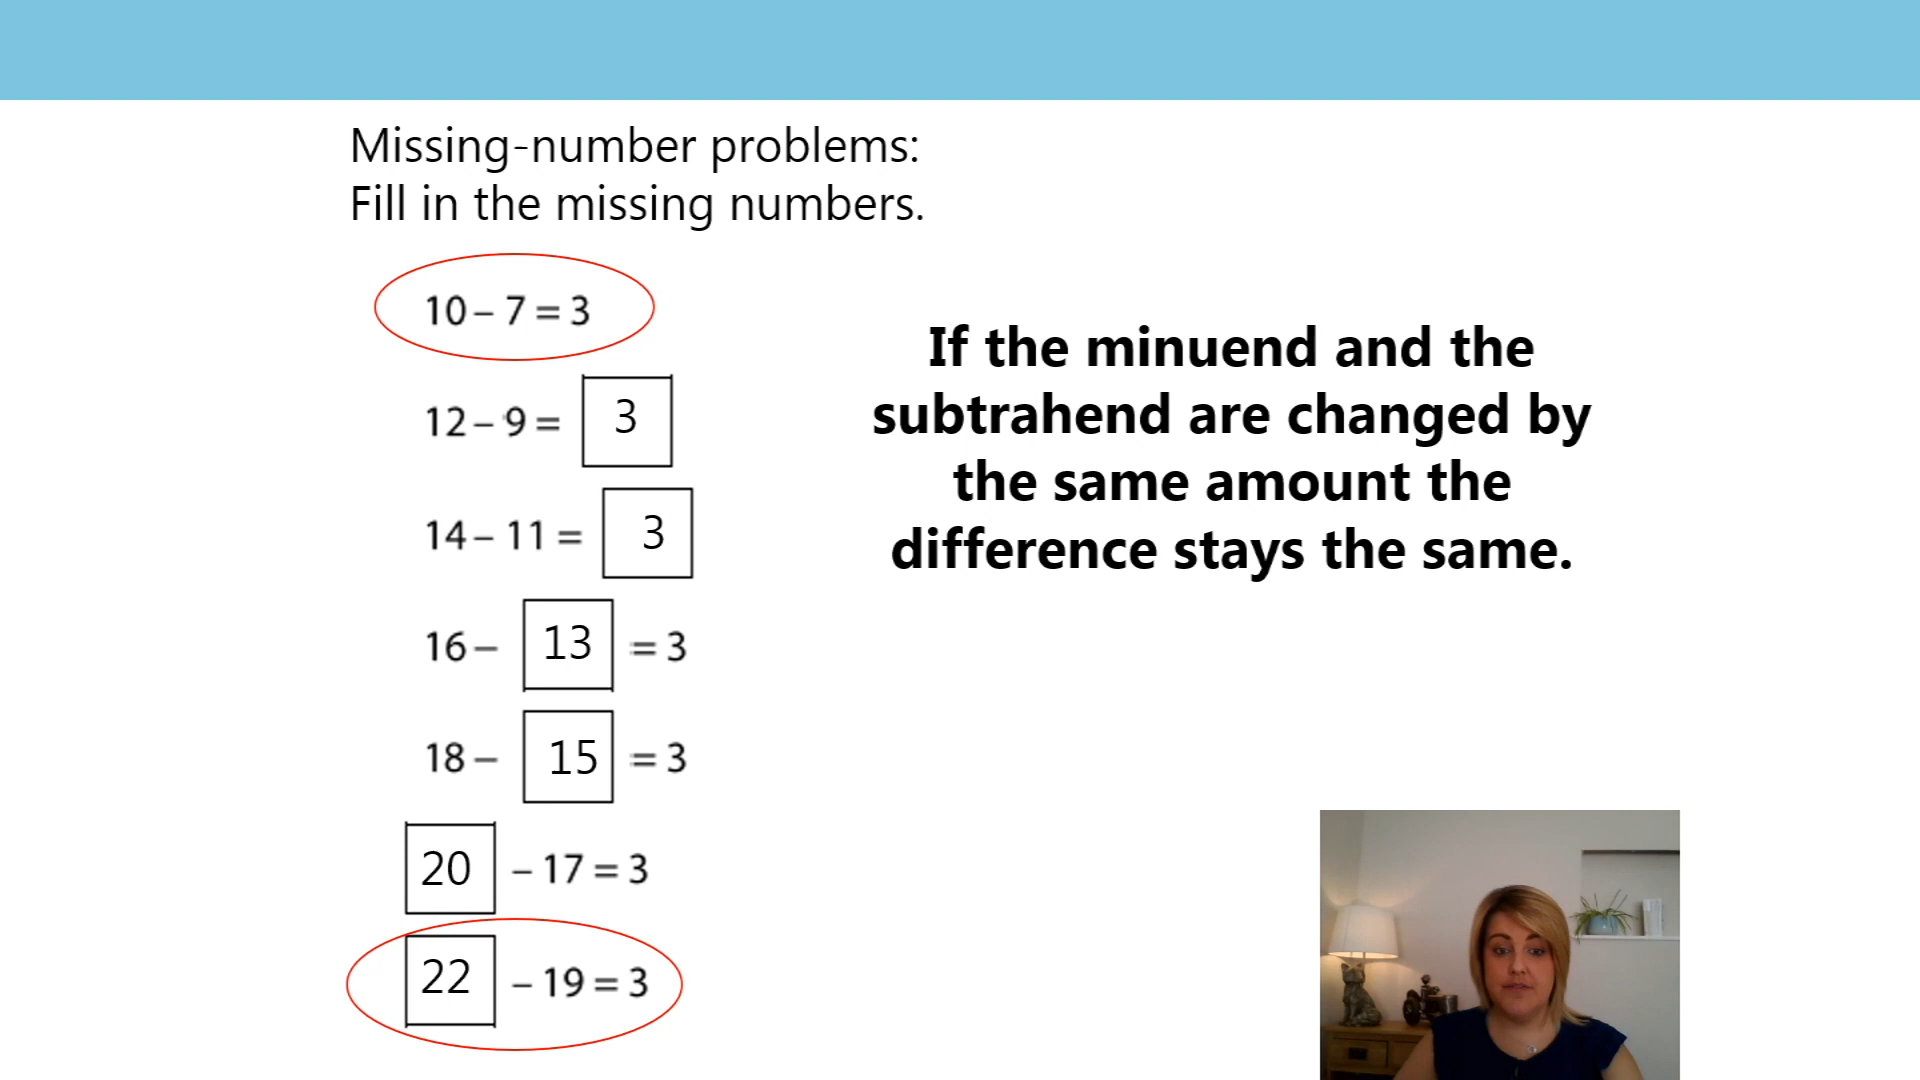 Missing-number problems:
Fill in the missing numbers.
10 – 7 = 3
12 – 9 = 3
14 – 11 = 3
16 – 13 = 3
18 – 15 = 3
20 – 17 = 3
22 – 19 = 3
If the minuend and the
subtrahend are changed by
the same amount the
difference stays the same.